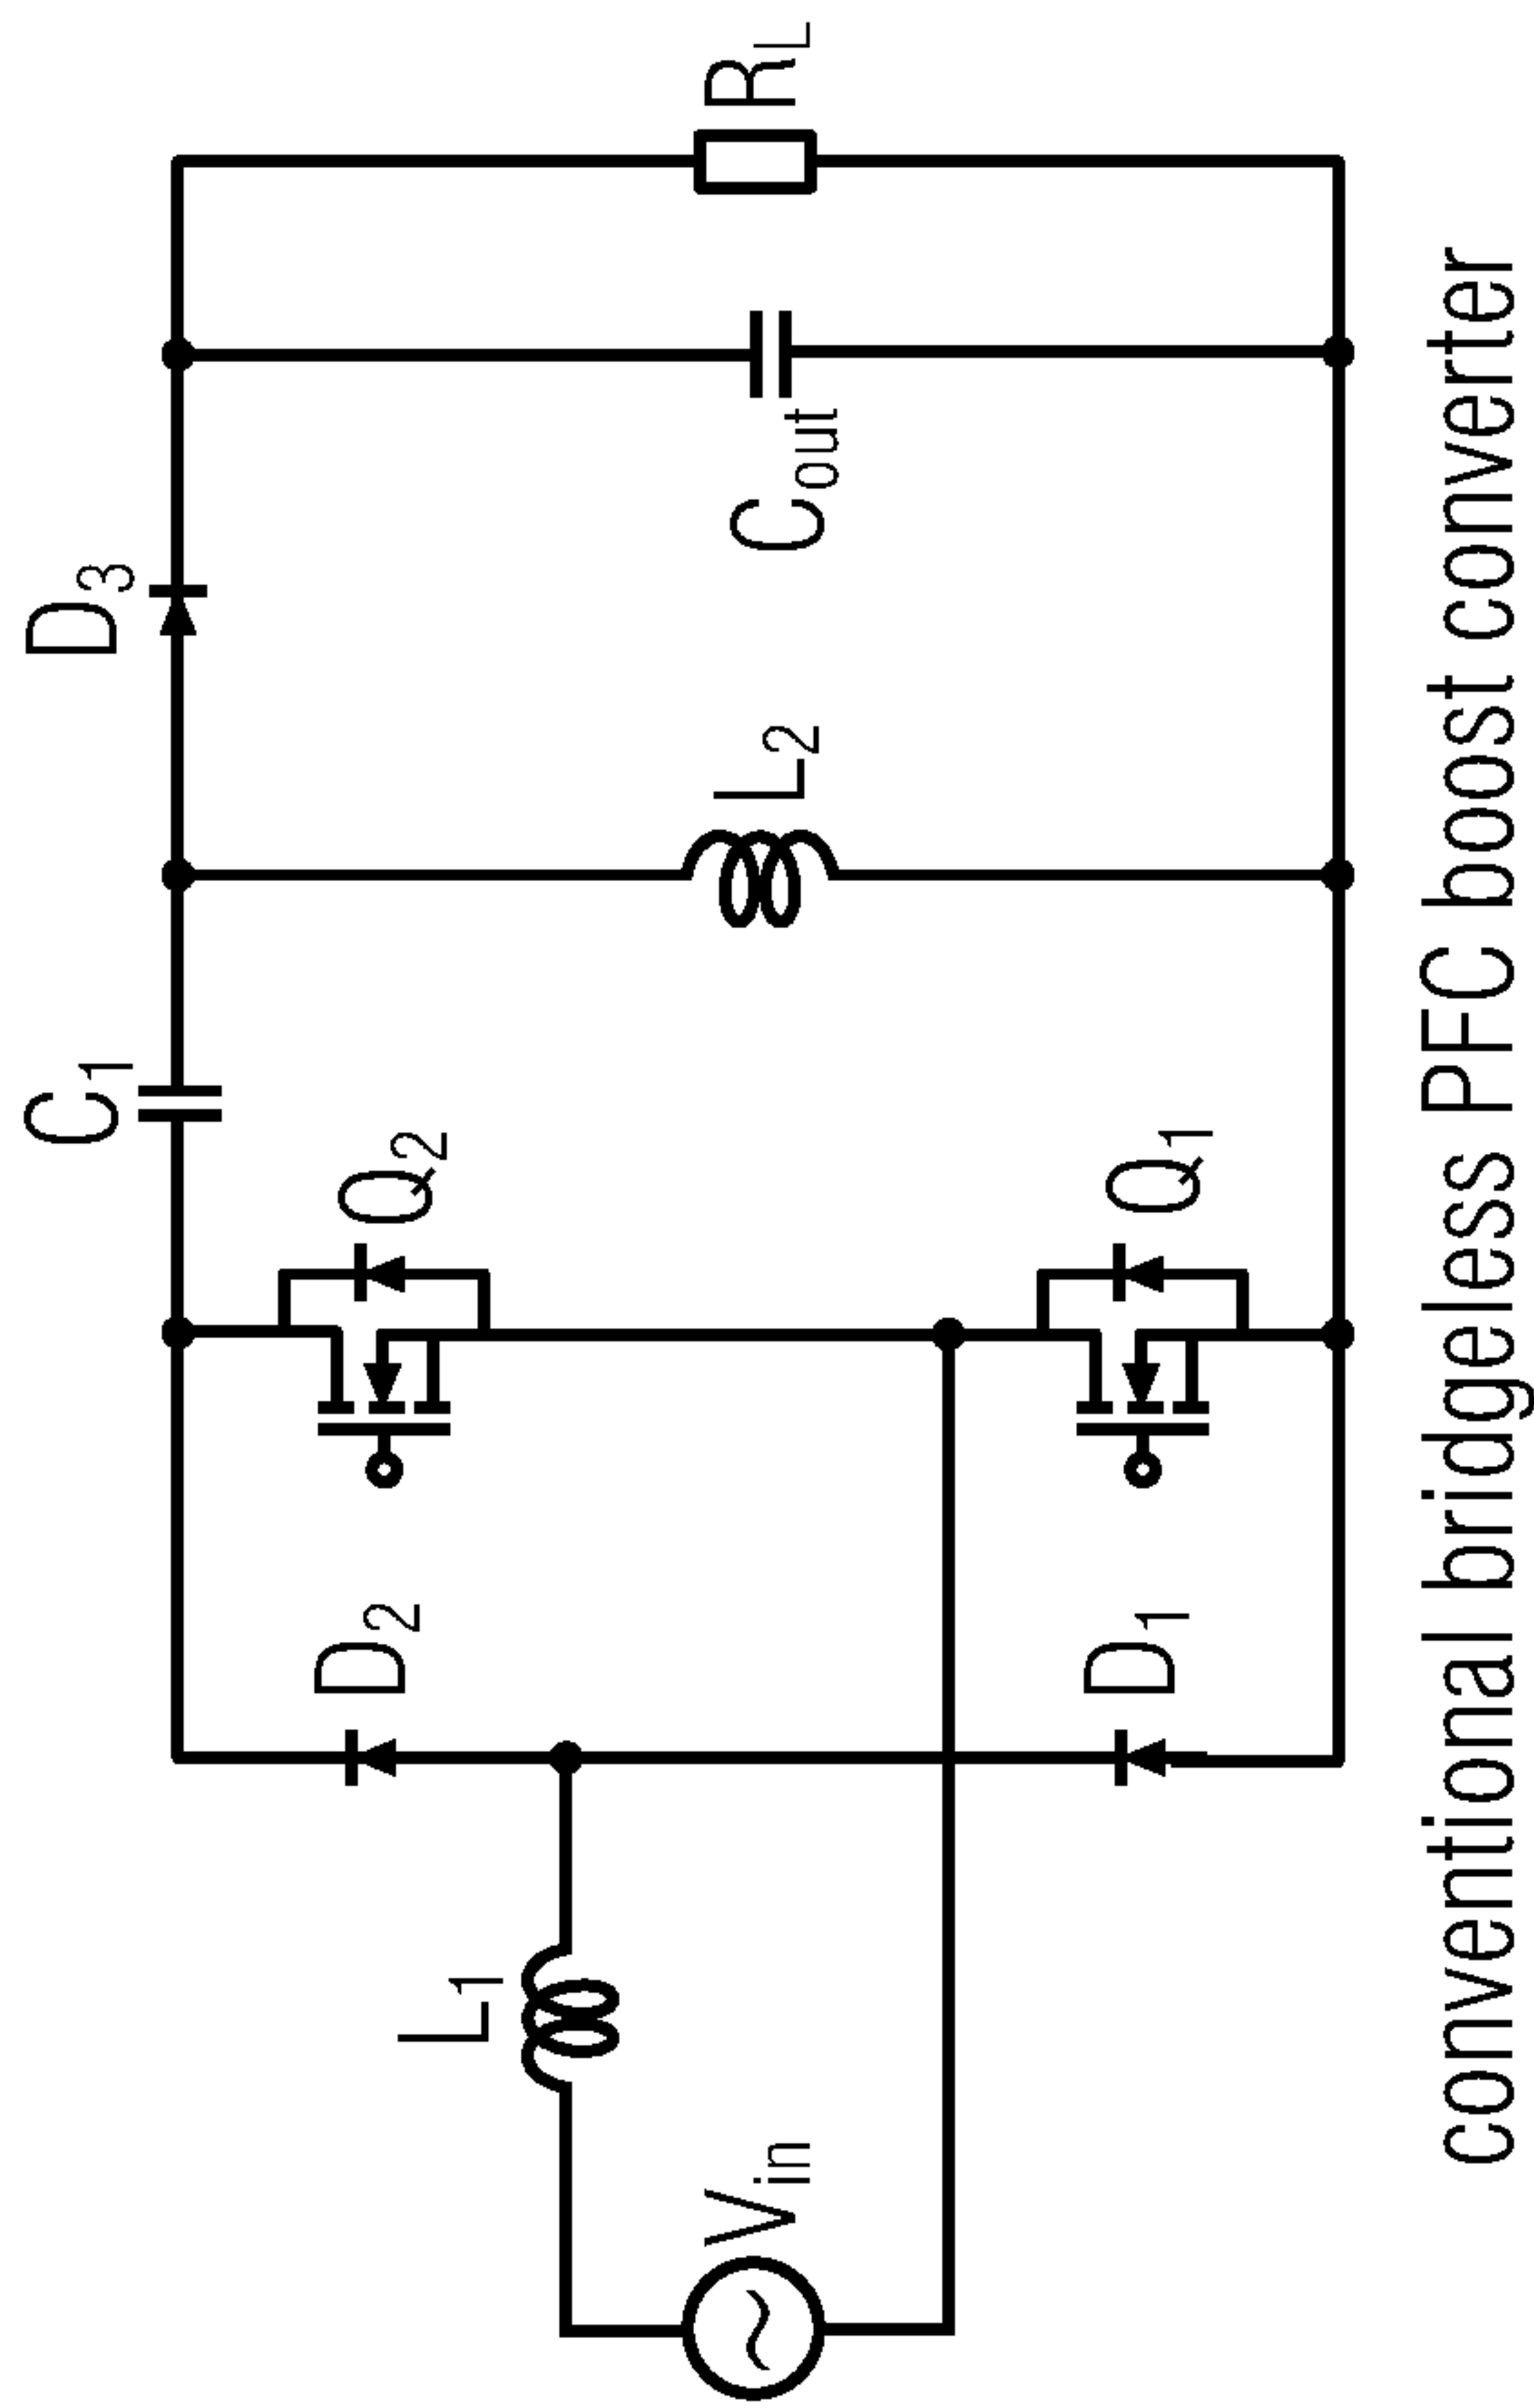 C1
D3
D2
Q2
L1
Vin
L2
Cout
RL
D1
Q1
conventional bridgeless PFC boost converter